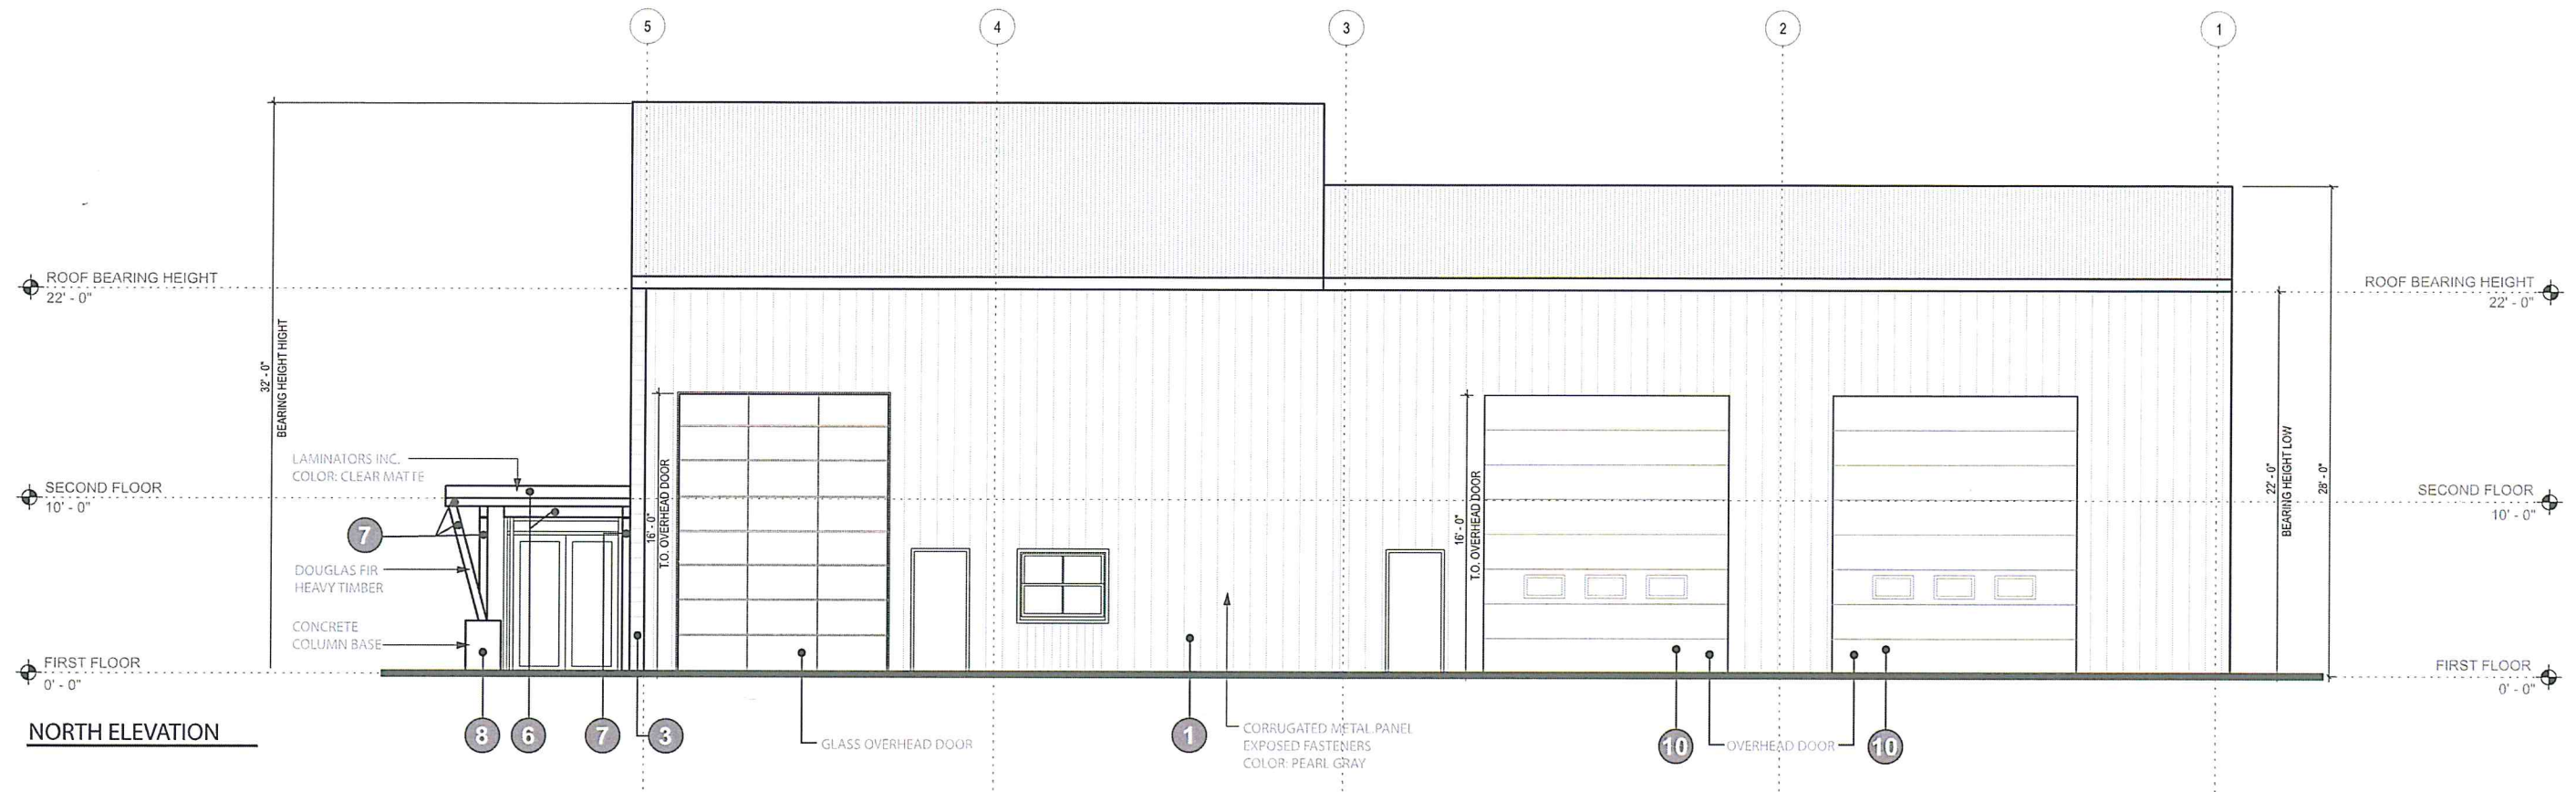 5
4
3
2
1
ROOF BEARING HEIGHT
22' - 0"
SECOND FLOOR
10' - 0"
FIRST FLOOR
0' - 0"
32' - 0"
BEARING HEIGHT HIGHT
LAMINATORS INC.
COLOR: CLEAR MATTE
7
DOUGLAS FIR
HEAVY TIMBER
CONCRETE
COLUMN BASE
16' - 0"
T.O. OVERHEAD DOOR
16' - 0"
T.O. OVERHEAD DOOR
22' - 0"
BEARING HEIGHT LOW
28' - 0"
ROOF BEARING HEIGHT
22' - 0"
SECOND FLOOR
10' - 0"
FIRST FLOOR
0' - 0"
NORTH ELEVATION
8
6
7
3
GLASS OVERHEAD DOOR
1
CORRUGATED METAL PANEL
EXPOSED FASTENERS
COLOR: PEARL GRAY
10
OVERHEAD DOOR
10